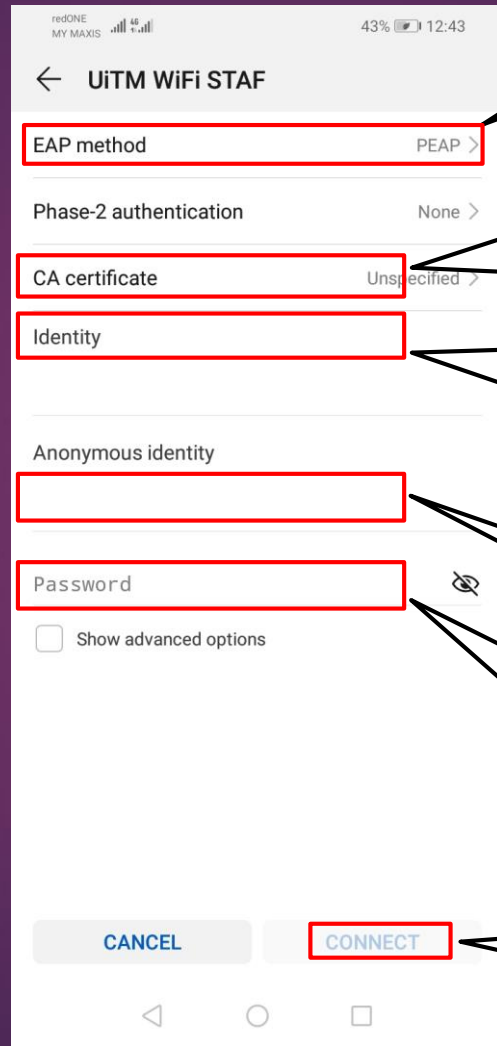 redONE
MY MAXIS
46
43% 12:43
UiTM WiFi STAF
EAP method PEAP
Phase-2 authentication None
CA certificate Unspecified
Identity
Anonymous identity
Password
Show advanced options
CANCEL CONNECT